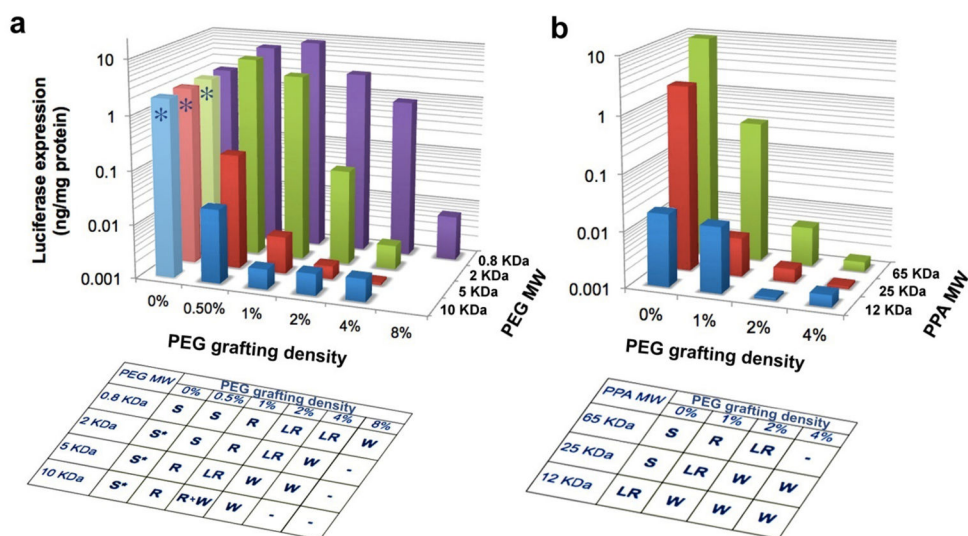 a
Luciferase expression
(ng/mg protein)
10
1
0.1
0.01
0.001
*
*
*
0%
0.50%
1%
2%
4%
8%
PEG grafting density
0.8 KDa
2 KDa
5 KDa
10 KDa
PEG MW
b
10
1
0.1
0.01
0.001
0%
1%
2%
4%
PEG grafting density
65 KDa
25 KDa
12 KDa
PPA MW
PEG MW PEG grafting density
0% 0.5% 1% 2% 4% 8%
0.8 KDa S S R LR LR W
2 KDa S* S R LR W -
5 KDa S* R LR W W -
10 KDa S* R R+W W - -
PPA MW PEG grafting density
0% 1% 2% 4%
65 KDa S R LR -
25 KDa S LR W W
12 KDa LR W W W